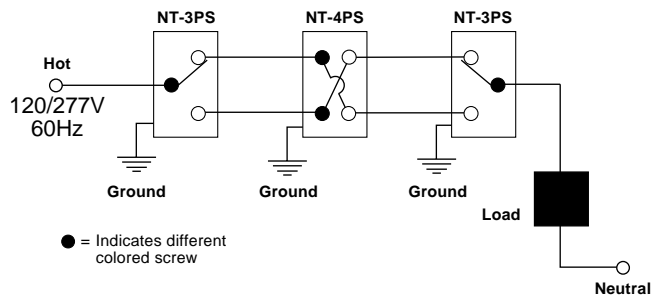 NT-3PS NT-4PS NT-3PS
Hot
120/277V
60Hz
Ground Ground Ground
Load
= Indicates different
colored screw
Neutral